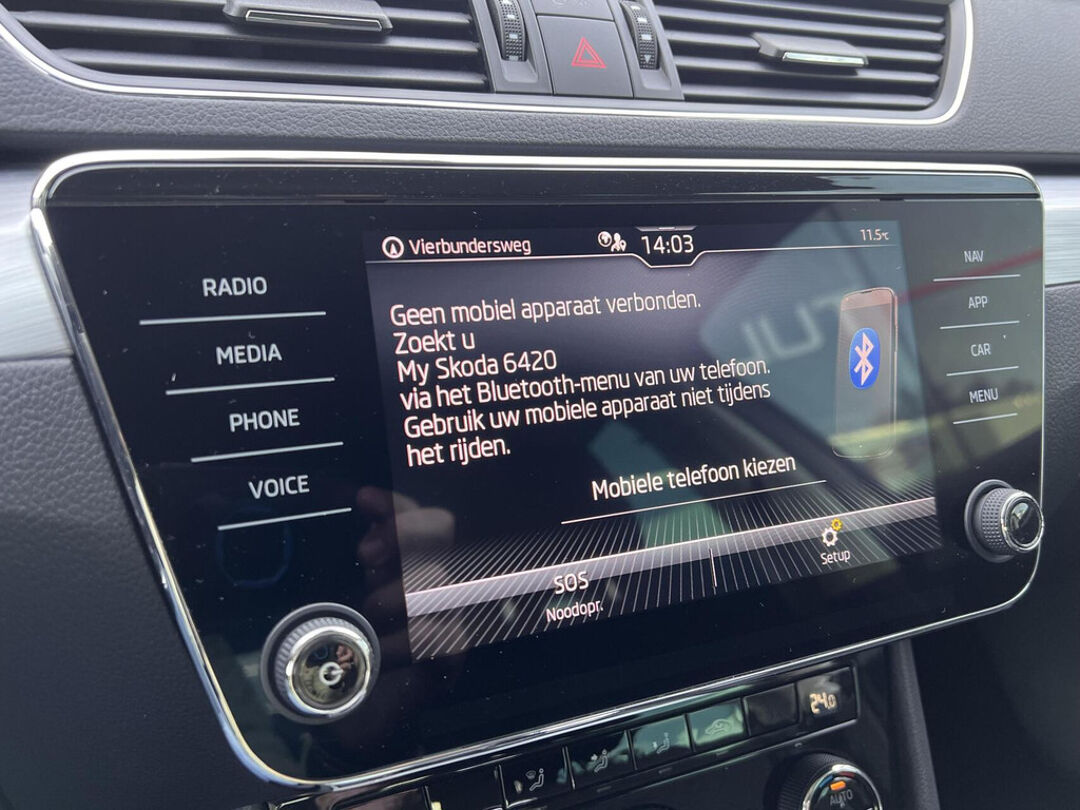 Vierbundersweg
14:03
11.5°C
RADIO
MEDIA
PHONE
VOICE
Geen mobiel apparaat verbonden.
Zoekt u
My Skoda 6420
via het Bluetooth-menu van uw telefoon.
Gebruik uw mobiele apparaat niet tijdens
het rijden.
Mobiele telefoon kiezen
SOS
Noodopr.
Setup
NAV
APP
CAR
MENU
24.0
AUTO